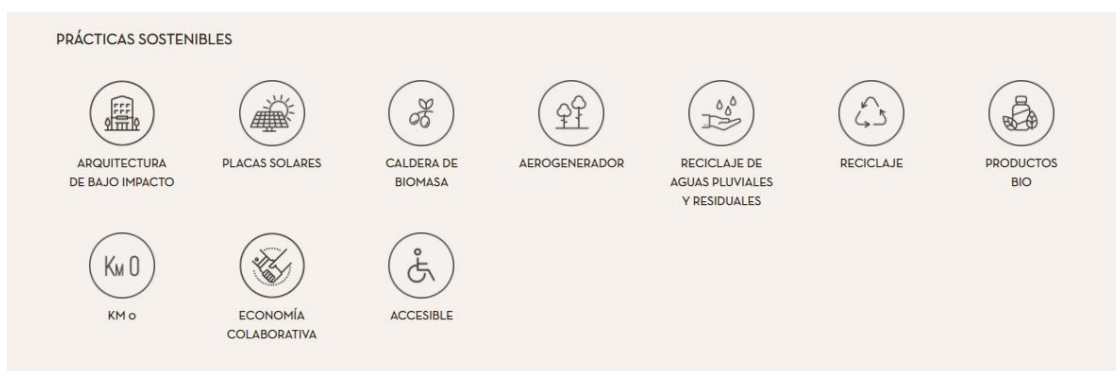 PRÁCTICAS SOSTENIBLES
ARQUITECTURA
DE BAJO IMPACTO
PLACAS SOLARES
CALDERA DE
BIOMASA
AEROGENERADOR
RECICLAJE DE
AGUAS PLUVIALES
Y RESIDUALES
RECICLAJE
PRODUCTOS
BIO
KM 0
KM 0
ECONOMÍA
COLABORATIVA
ACCESIBLE